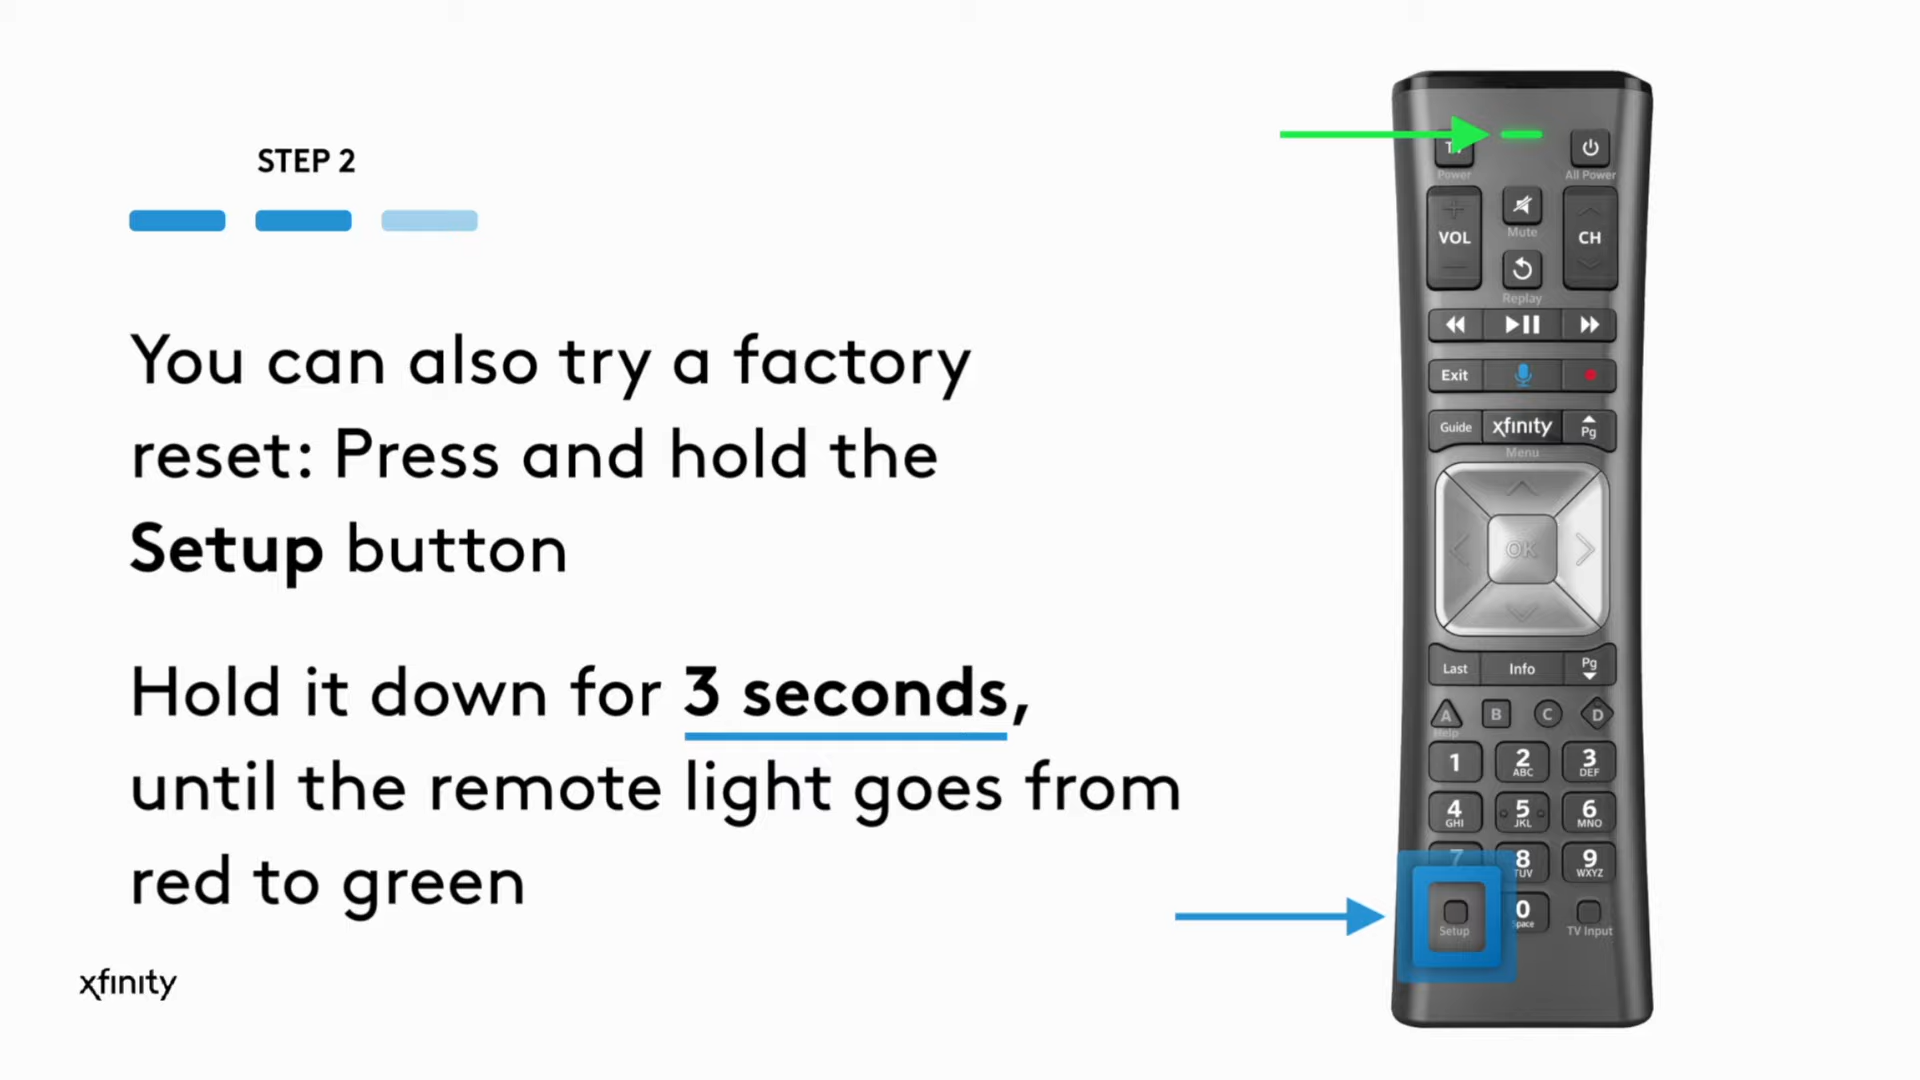 STEP 2
You can also try a factory
reset: Press and hold the
Setup button
Hold it down for 3 seconds,
until the remote light goes from
red to green
xfinity
Power
All Power
VOL
Mute
CH
Replay
Exit
Guide
xfinity
Pg
Menu
OK
Last
Info
Pg
A
B
C
D
Help
1
2
ABC
3
DEF
4
GHI
5
JKL
6
MNO
7
8
TUV
9
WXYZ
0
Setup
TV Input